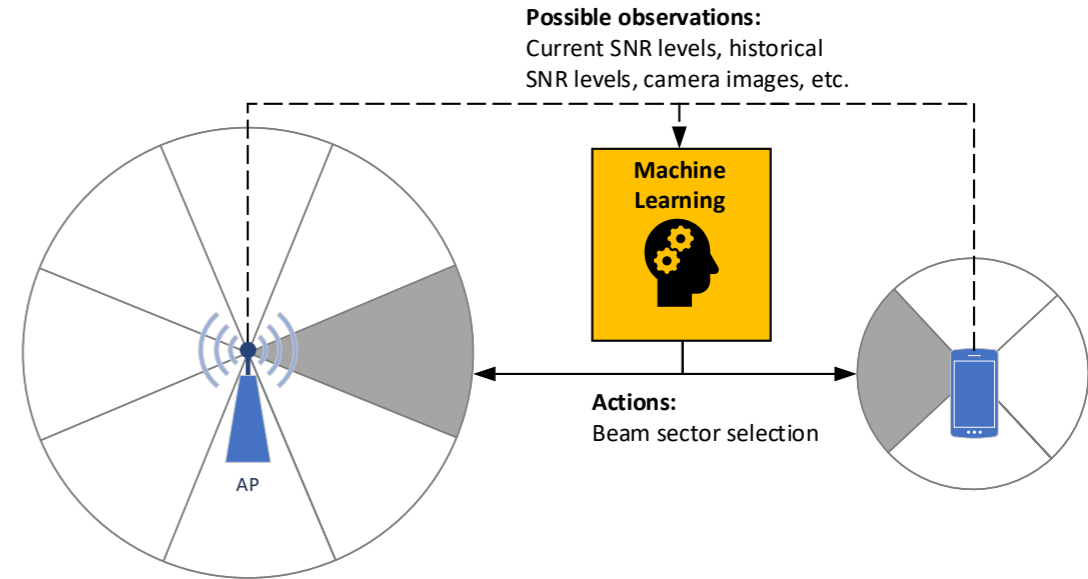 Possible observations:
Current SNR levels, historical
SNR levels, camera images, etc.
Machine
Learning
Actions:
Beam sector selection
AP